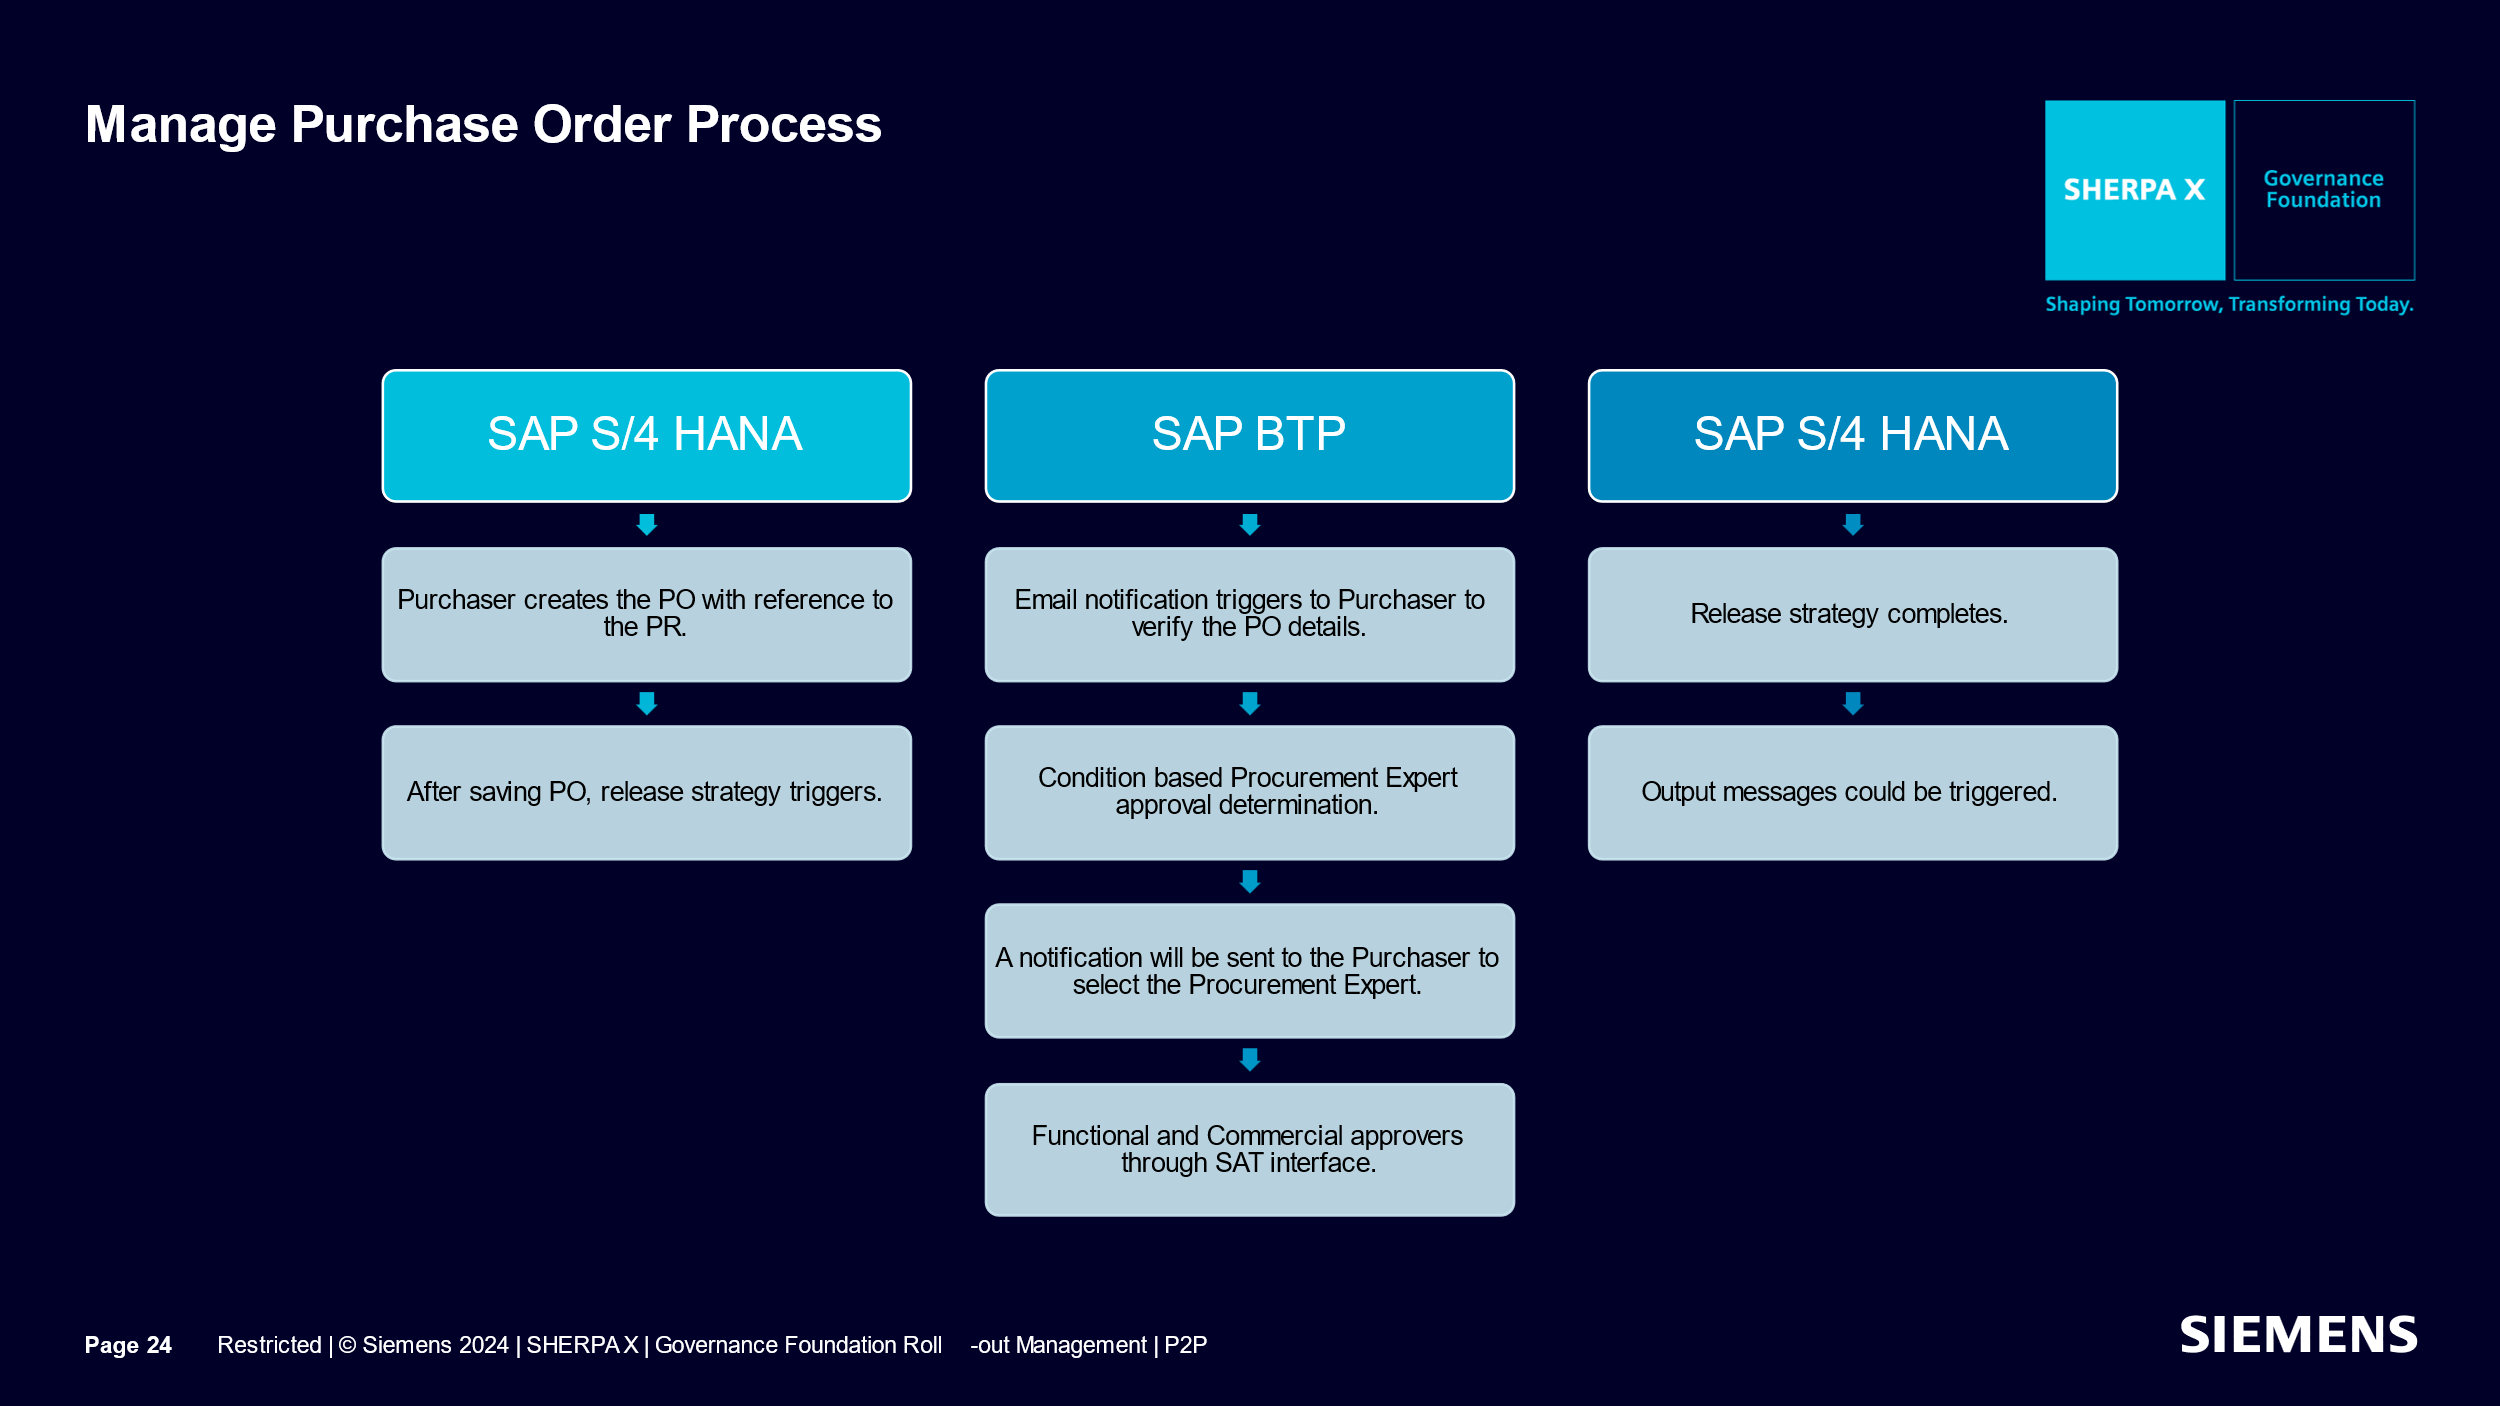 Manage Purchase Order Process
SHERPA X
Governance
Foundation
Shaping Tomorrow, Transforming Today.
SAP S/4 HANA
Purchaser creates the PO with reference to
the PR.
After saving PO, release strategy triggers.
SAP BTP
Email notification triggers to Purchaser to
verify the PO details.
Condition based Procurement Expert
approval determination.
A notification will be sent to the Purchaser to
select the Procurement Expert.
Functional and Commercial approvers
through SAT interface.
SAP S/4 HANA
Release strategy completes.
Output messages could be triggered.
Page 24 Restricted | © Siemens 2024 | SHERPA X | Governance Foundation Roll -out Management | P2P
SIEMENS